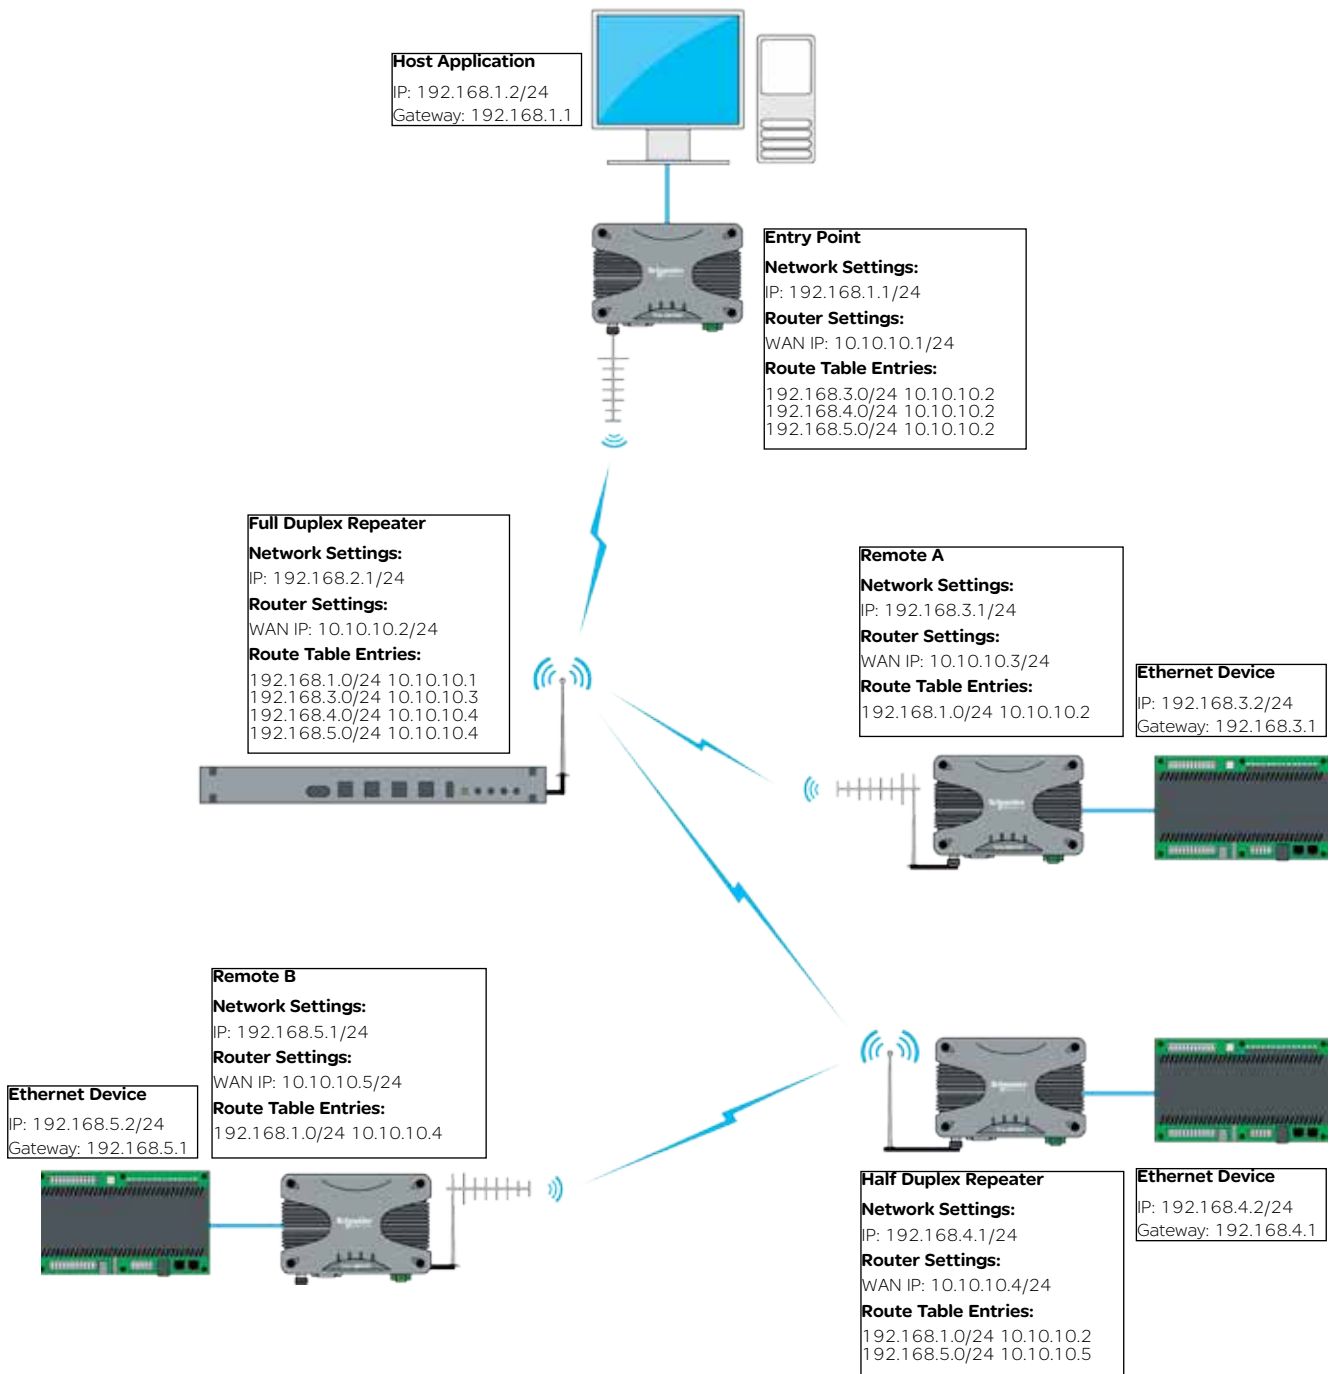 Host Application
IP: 192.168.1.2/24
Gateway: 192.168.1.1
Entry Point
Network Settings:
IP: 192.168.1.1/24
Router Settings:
WAN IP: 10.10.10.1/24
Route Table Entries:
192.168.3.0/24 10.10.10.2
192.168.4.0/24 10.10.10.2
192.168.5.0/24 10.10.10.2
Full Duplex Repeater
Network Settings:
IP: 192.168.2.1/24
Router Settings:
WAN IP: 10.10.10.2/24
Route Table Entries:
192.168.1.0/24 10.10.10.1
192.168.3.0/24 10.10.10.3
192.168.4.0/24 10.10.10.4
192.168.5.0/24 10.10.10.4
Remote A
Network Settings:
IP: 192.168.3.1/24
Router Settings:
WAN IP: 10.10.10.3/24
Route Table Entries:
192.168.1.0/24 10.10.10.2
Ethernet Device
IP: 192.168.3.2/24
Gateway: 192.168.3.1
Remote B
Network Settings:
IP: 192.168.5.1/24
Router Settings:
WAN IP: 10.10.10.5/24
Route Table Entries:
192.168.1.0/24 10.10.10.4
Ethernet Device
IP: 192.168.5.2/24
Gateway: 192.168.5.1
Half Duplex Repeater
Network Settings:
IP: 192.168.4.1/24
Router Settings:
WAN IP: 10.10.10.4/24
Route Table Entries:
192.168.1.0/24 10.10.10.2
192.168.5.0/24 10.10.10.5
Ethernet Device
IP: 192.168.4.2/24
Gateway: 192.168.4.1